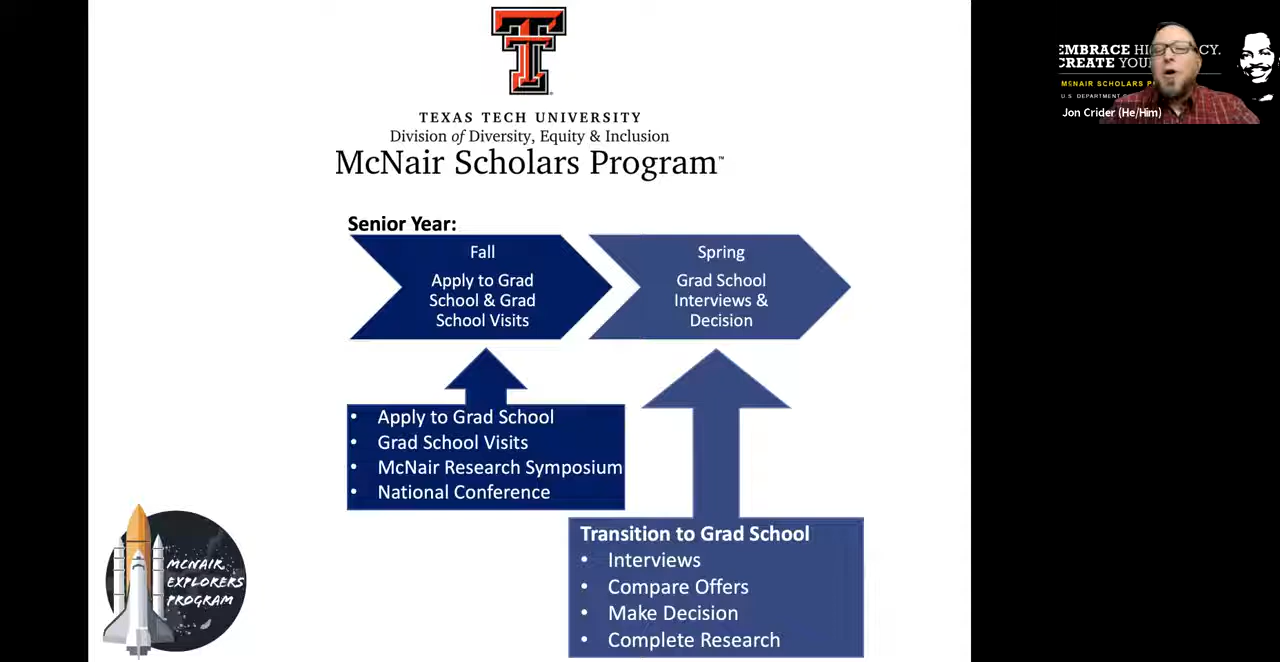 TEXAS TECH UNIVERSITY
Division of Diversity, Equity & Inclusion
McNair Scholars Program™
Senior Year:
Fall
Apply to Grad
School & Grad
School Visits
Spring
Grad School
Interviews &
Decision
• Apply to Grad School
• Grad School Visits
• McNair Research Symposium
• National Conference
Transition to Grad School
• Interviews
• Compare Offers
• Make Decision
• Complete Research
MCNAIR
EXPLORERS
PROGRAM
EMBRACE
CREATE
MCNAIR SCHOLARS
U.S. DEPARTMENT
Jon Crider (He/Him)